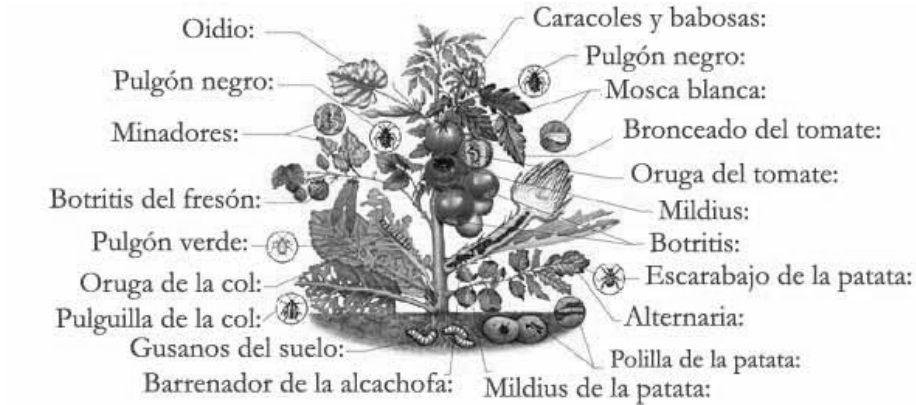 Oidio:
Caracoles y babosas:
Pulgón negro:
Pulgón negro:
Mosca blanca:
Minadores:
Bronceado del tomate:
Oruga del tomate:
Botritis del fresón:
Mildius:
Pulgón verde:
Botritis:
Oruga de la col:
Escarabajo de la patata:
Pulguilla de la col:
Alternaria:
Gusanos del suelo:
Polilla de la patata:
Barrenador de la alcachofa:
Mildius de la patata: